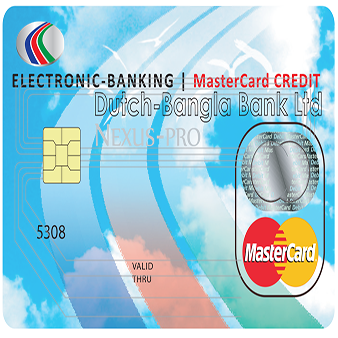 ELECTRONIC-BANKING | MasterCard CREDIT
Dutch-Bangla Bank Ltd
NEXUS-PRO
5308
MasterCard
VALID
THRU